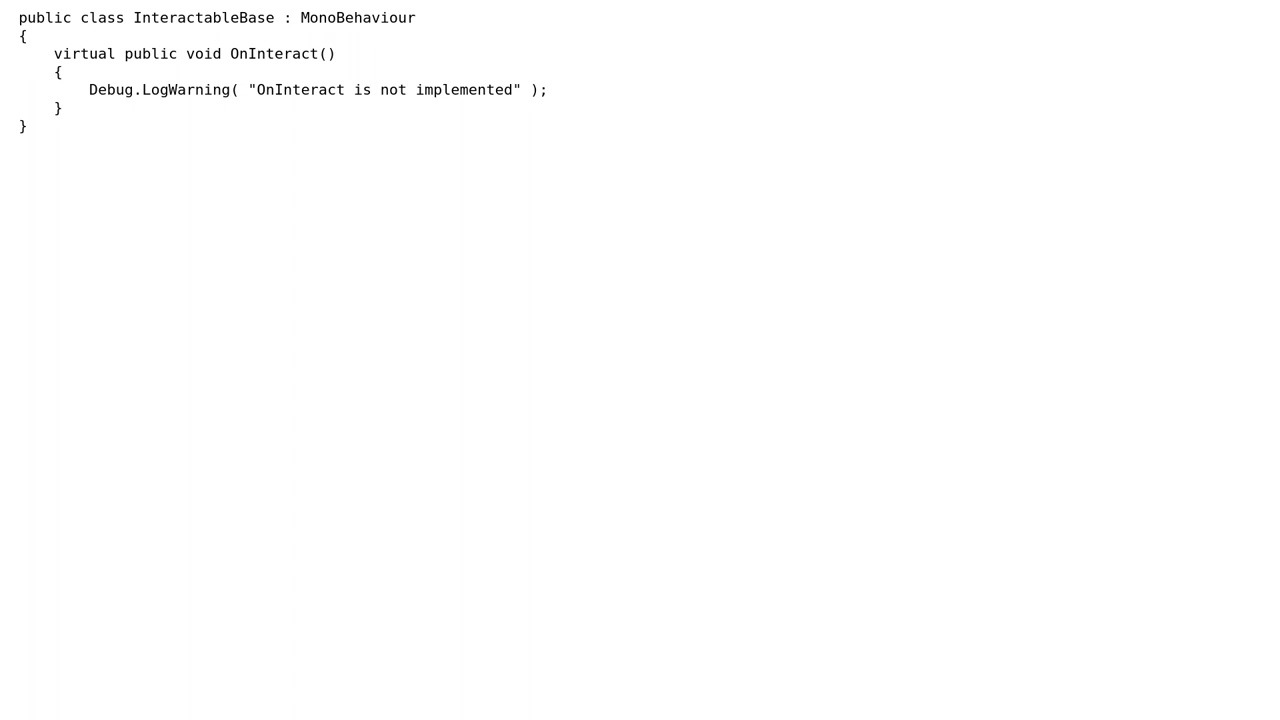 public class InteractableBase : MonoBehaviour
{
    virtual public void OnInteract()
    {
        Debug.LogWarning( "OnInteract is not implemented" );
    }
}